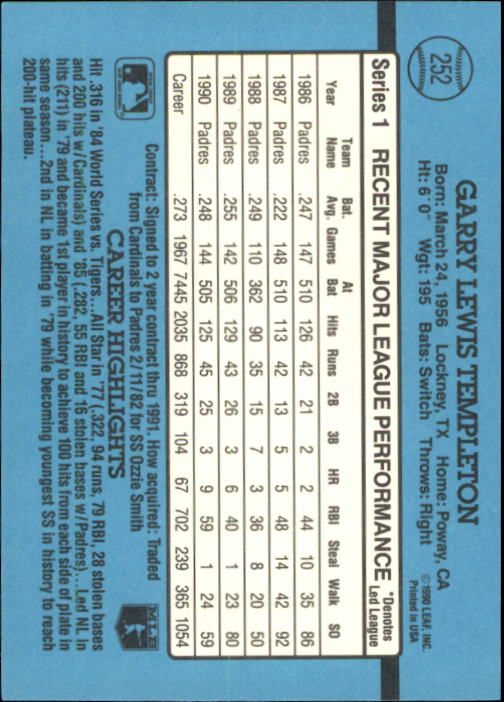 252
GARRY LEWIS TEMPLETON
Born: March 24, 1956 Lockney, TX Home: Poway, CA
Ht: 6'0" Wgt: 195 Bats: Switch Throws: Right
©1990 LEAF, INC.
Printed in USA
Series 1 RECENT MAJOR LEAGUE PERFORMANCE *Denotes Led League
Year Team Name Bat. Avg. Games At Bat Hits Runs 2B 3B HR RBI Steal Walk SO
1986 Padres .247 147 510 126 42 21 2 2 44 10 35 86
1987 Padres .222 148 510 113 42 13 5 5 48 14 42 92
1988 Padres .249 110 362 90 35 15 7 3 36 8 20 50
1989 Padres .255 142 506 129 43 26 3 6 40 1 23 80
1990 Padres .248 144 505 125 45 25 3 9 59 1 24 59
Career .273 1967 7445 2035 868 319 104 67 702 239 365 1054
Contract: Signed to 2 year contract thru 1991. How acquired: Traded
from Cardinals to Padres 2/11/82 for SS Ozzie Smith
MLB
CAREER HIGHLIGHTS
Hit .316 in '84 World Series vs. Tigers...All Star in '77 (.322, 94 runs, 79 RBI, 28 stolen bases
and 200 hits w/Cardinals) and '85 (.282, 55 RBI and 16 stolen bases w/Padres)...Led NL in
hits (211) in '79 and became 1st player in history to achieve 100 hits from each side of plate in
same season...2nd in NL in batting in '79 while becoming youngest SS in history to reach
200-hit plateau.